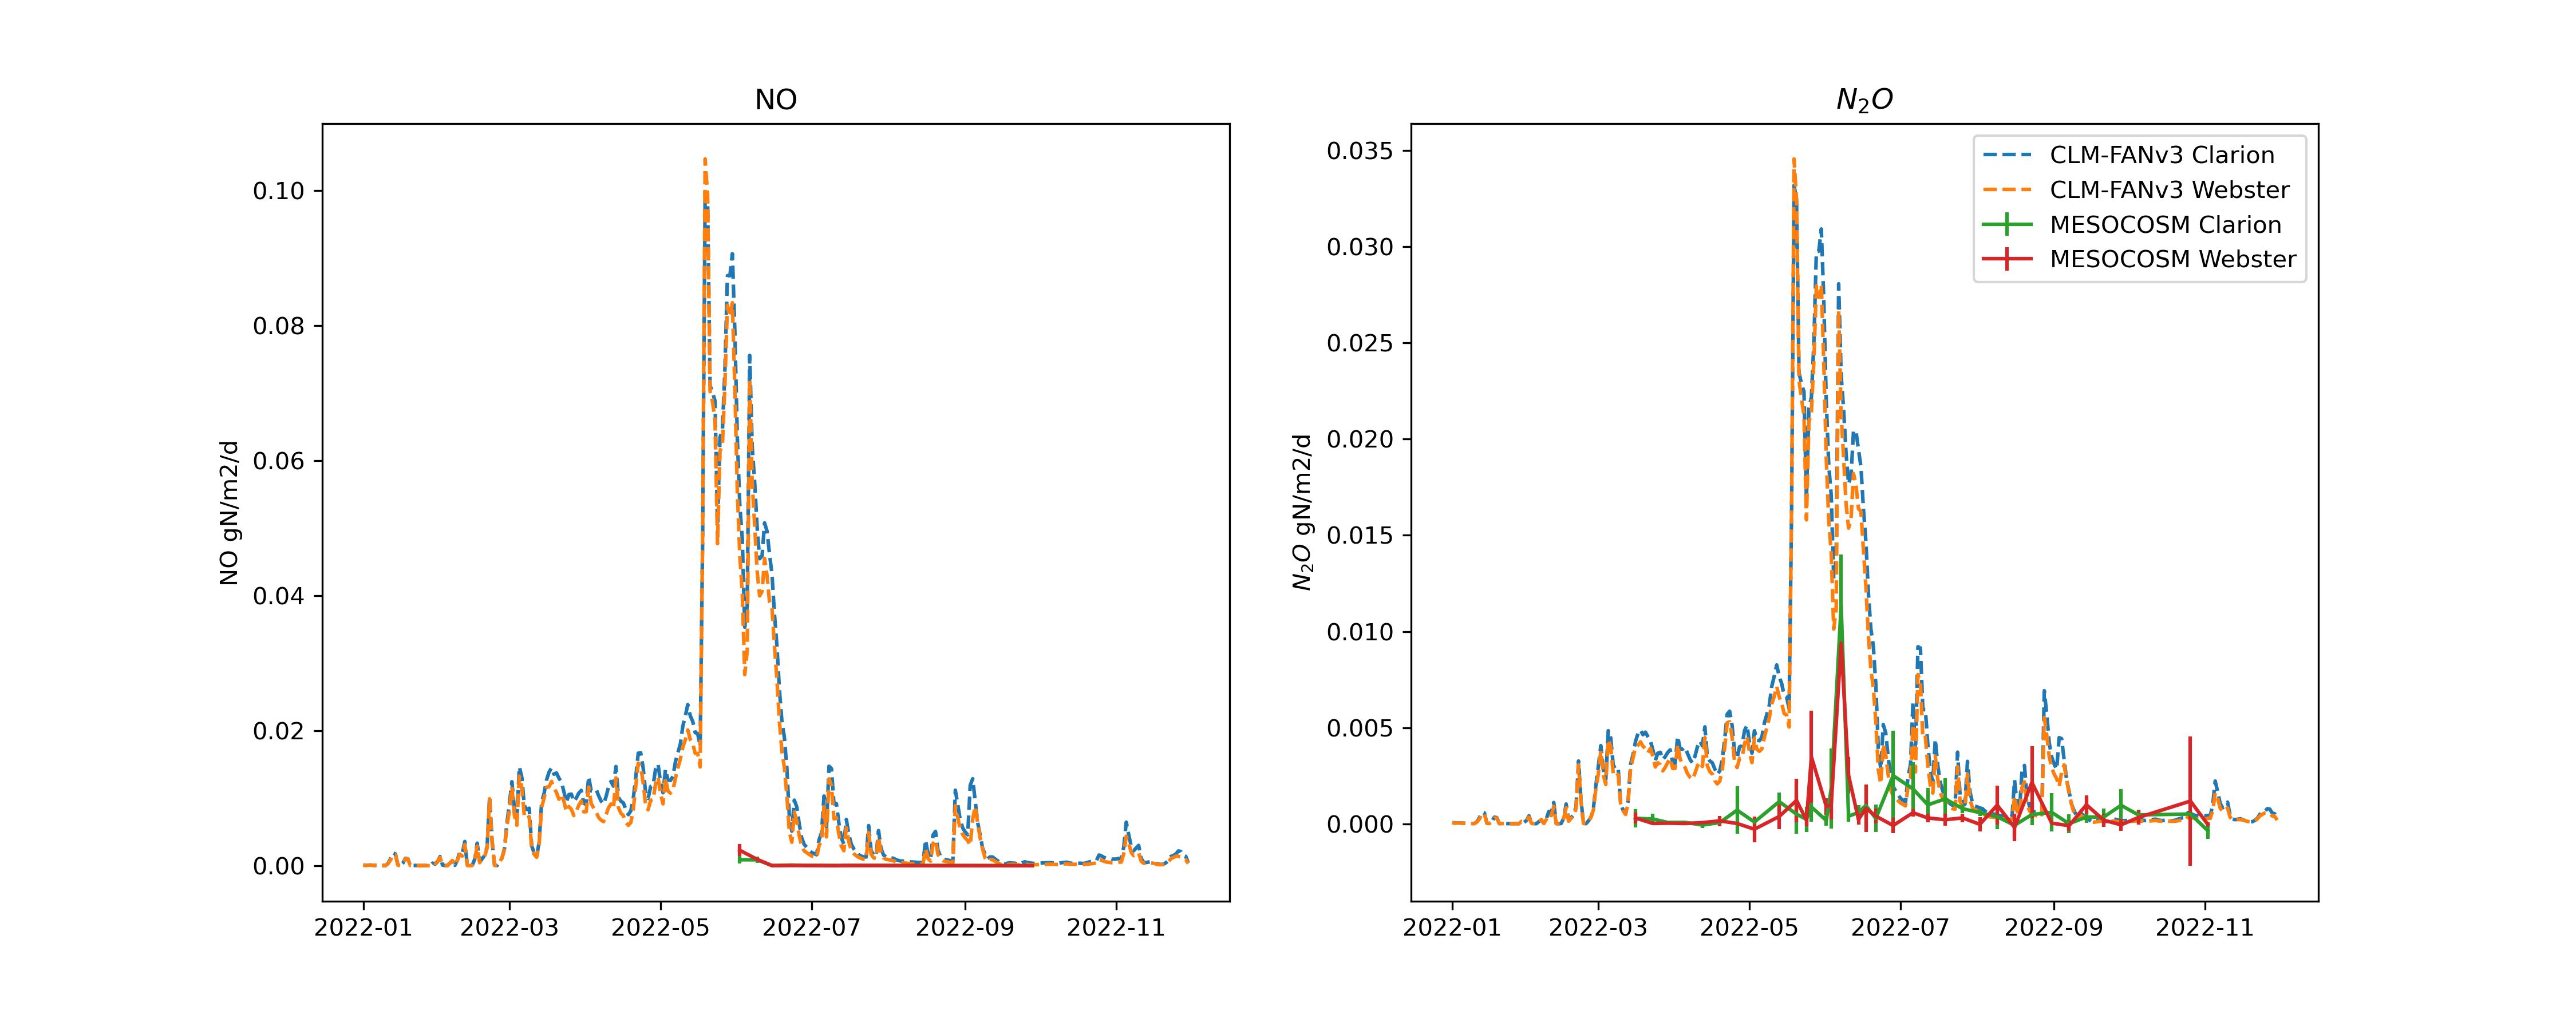 NO
NO gN/m2/d
0.10
0.08
0.06
0.04
0.02
0.00
2022-01 2022-03 2022-05 2022-07 2022-09 2022-11
N₂O
N₂O gN/m2/d
0.035
0.030
0.025
0.020
0.015
0.010
0.005
0.000
2022-01 2022-03 2022-05 2022-07 2022-09 2022-11
CLM-FANv3 Clarion
CLM-FANv3 Webster
MESOCOSM Clarion
MESOCOSM Webster